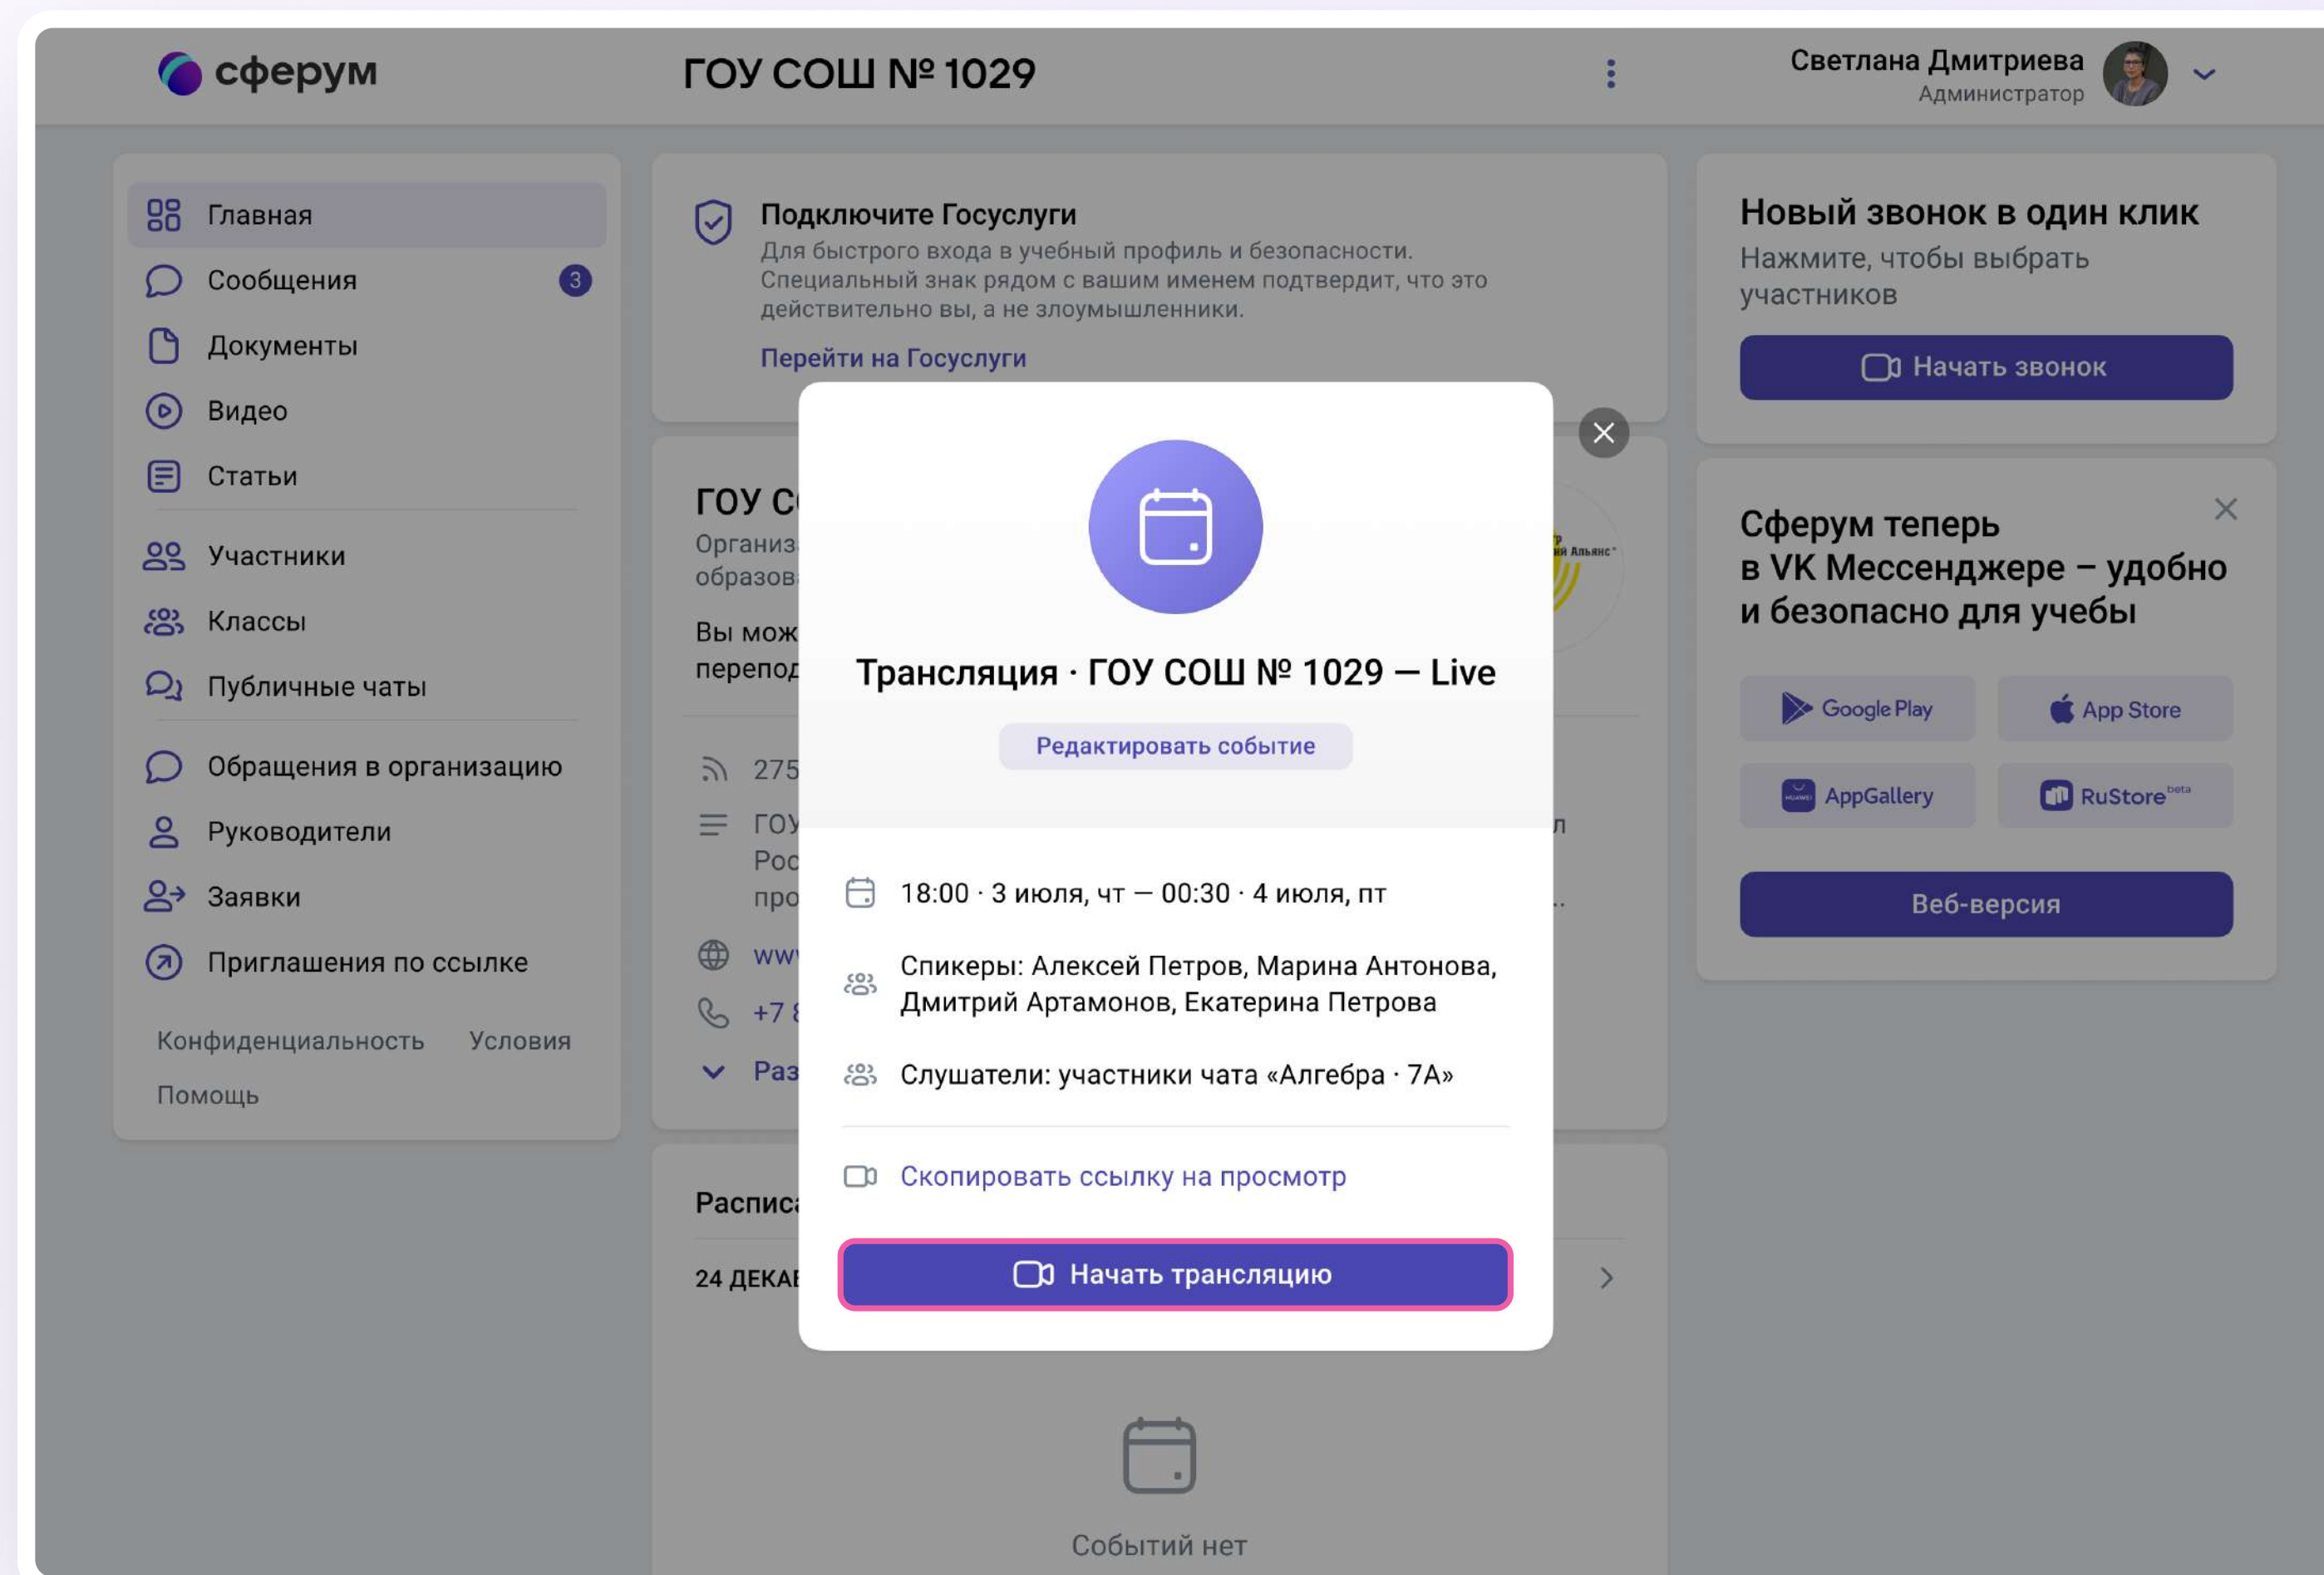 сферум
ГОУ СОШ № 1029
Светлана Дмитриева
Администратор
Главная
Сообщения
3
Документы
Видео
Статьи
Участники
Классы
Публичные чаты
Обращения в организацию
Руководители
Заявки
Приглашения по ссылке
Конфиденциальность Условия
Помощь
Подключите Госуслуги
Для быстрого входа в учебный профиль и безопасности.
Специальный знак рядом с вашим именем подтвердит, что это
действительно вы, а не злоумышленники.
Перейти на Госуслуги
ГОУ
Вы
275
+7
24
Трансляция · ГОУ СОШ № 1029 — Live
Редактировать событие
18:00 · 3 июля, чт — 00:30 · 4 июля, пт
Спикеры: Алексей Петров, Марина Антонова,
Дмитрий Артамонов, Екатерина Петрова
Слушатели: участники чата «Алгебра · 7А»
Скопировать ссылку на просмотр
Начать трансляцию
Событий нет
Новый звонок в один клик
Нажмите, чтобы выбрать
участников
Начать звонок
Сферум теперь
в VK Мессенджере – удобно
и безопасно для учебы
Google Play
App Store
HUAWEI AppGallery
RuStore beta
Веб-версия